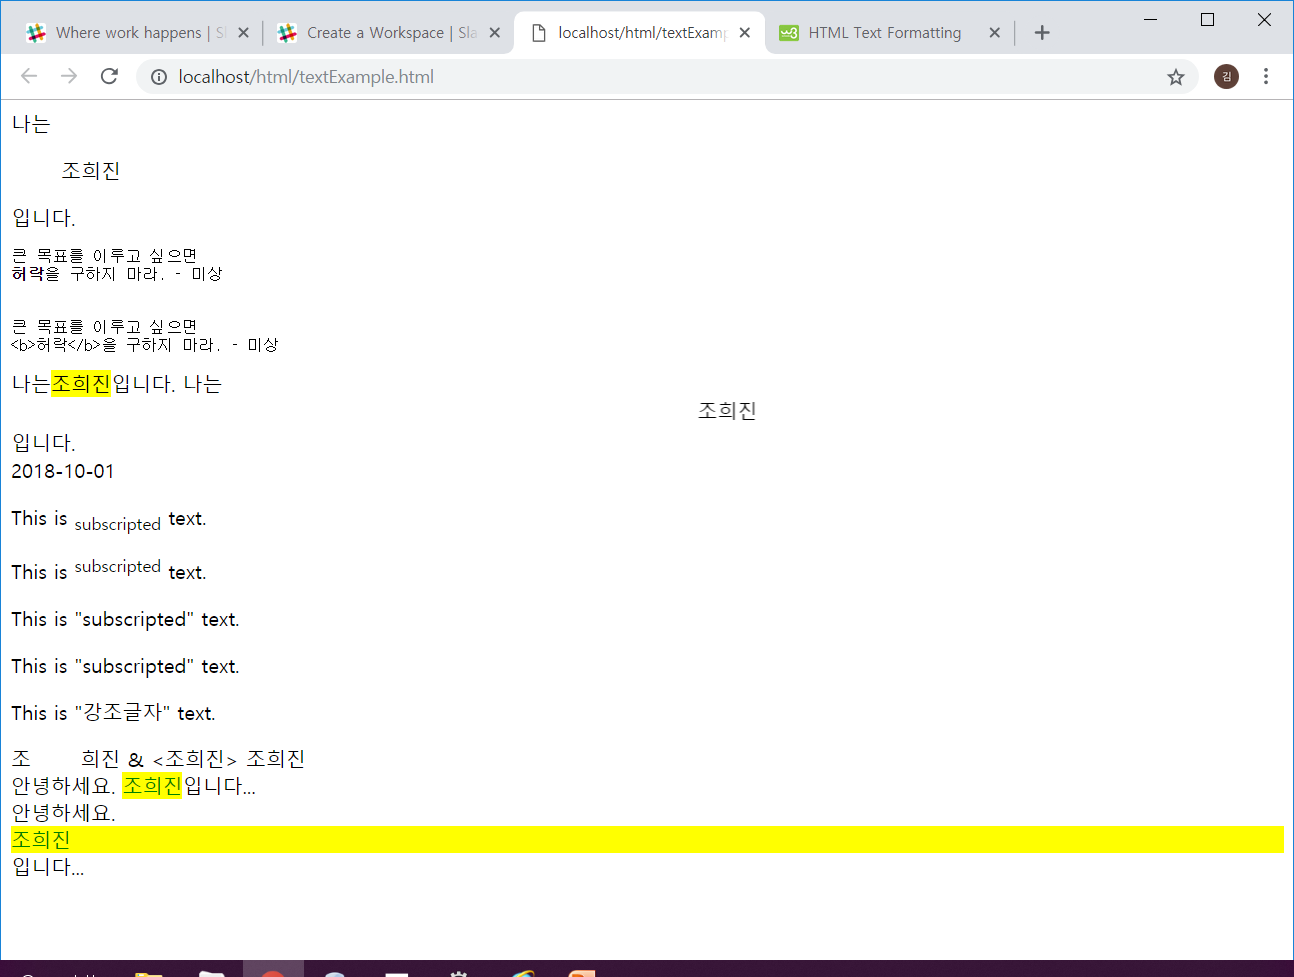 Where work happens | Sl
Create a Workspace | Sla
localhost/html/textExamp
HTML Text Formatting
localhost/html/textExample.html
김
나는
조희진
입니다.
큰 목표를 이루고 싶으면
허락을 구하지 마라. - 미상
큰 목표를 이루고 싶으면
<b>허락</b>을 구하지 마라. - 미상
나는조희진입니다. 나는
조희진
입니다.
2018-10-01
This is subscripted text.
This is subscripted text.
This is "subscripted" text.
This is "subscripted" text.
This is "강조글자" text.
조 희진 & <조희진> 조희진
안녕하세요. 조희진입니다...
안녕하세요.
조희진
입니다...